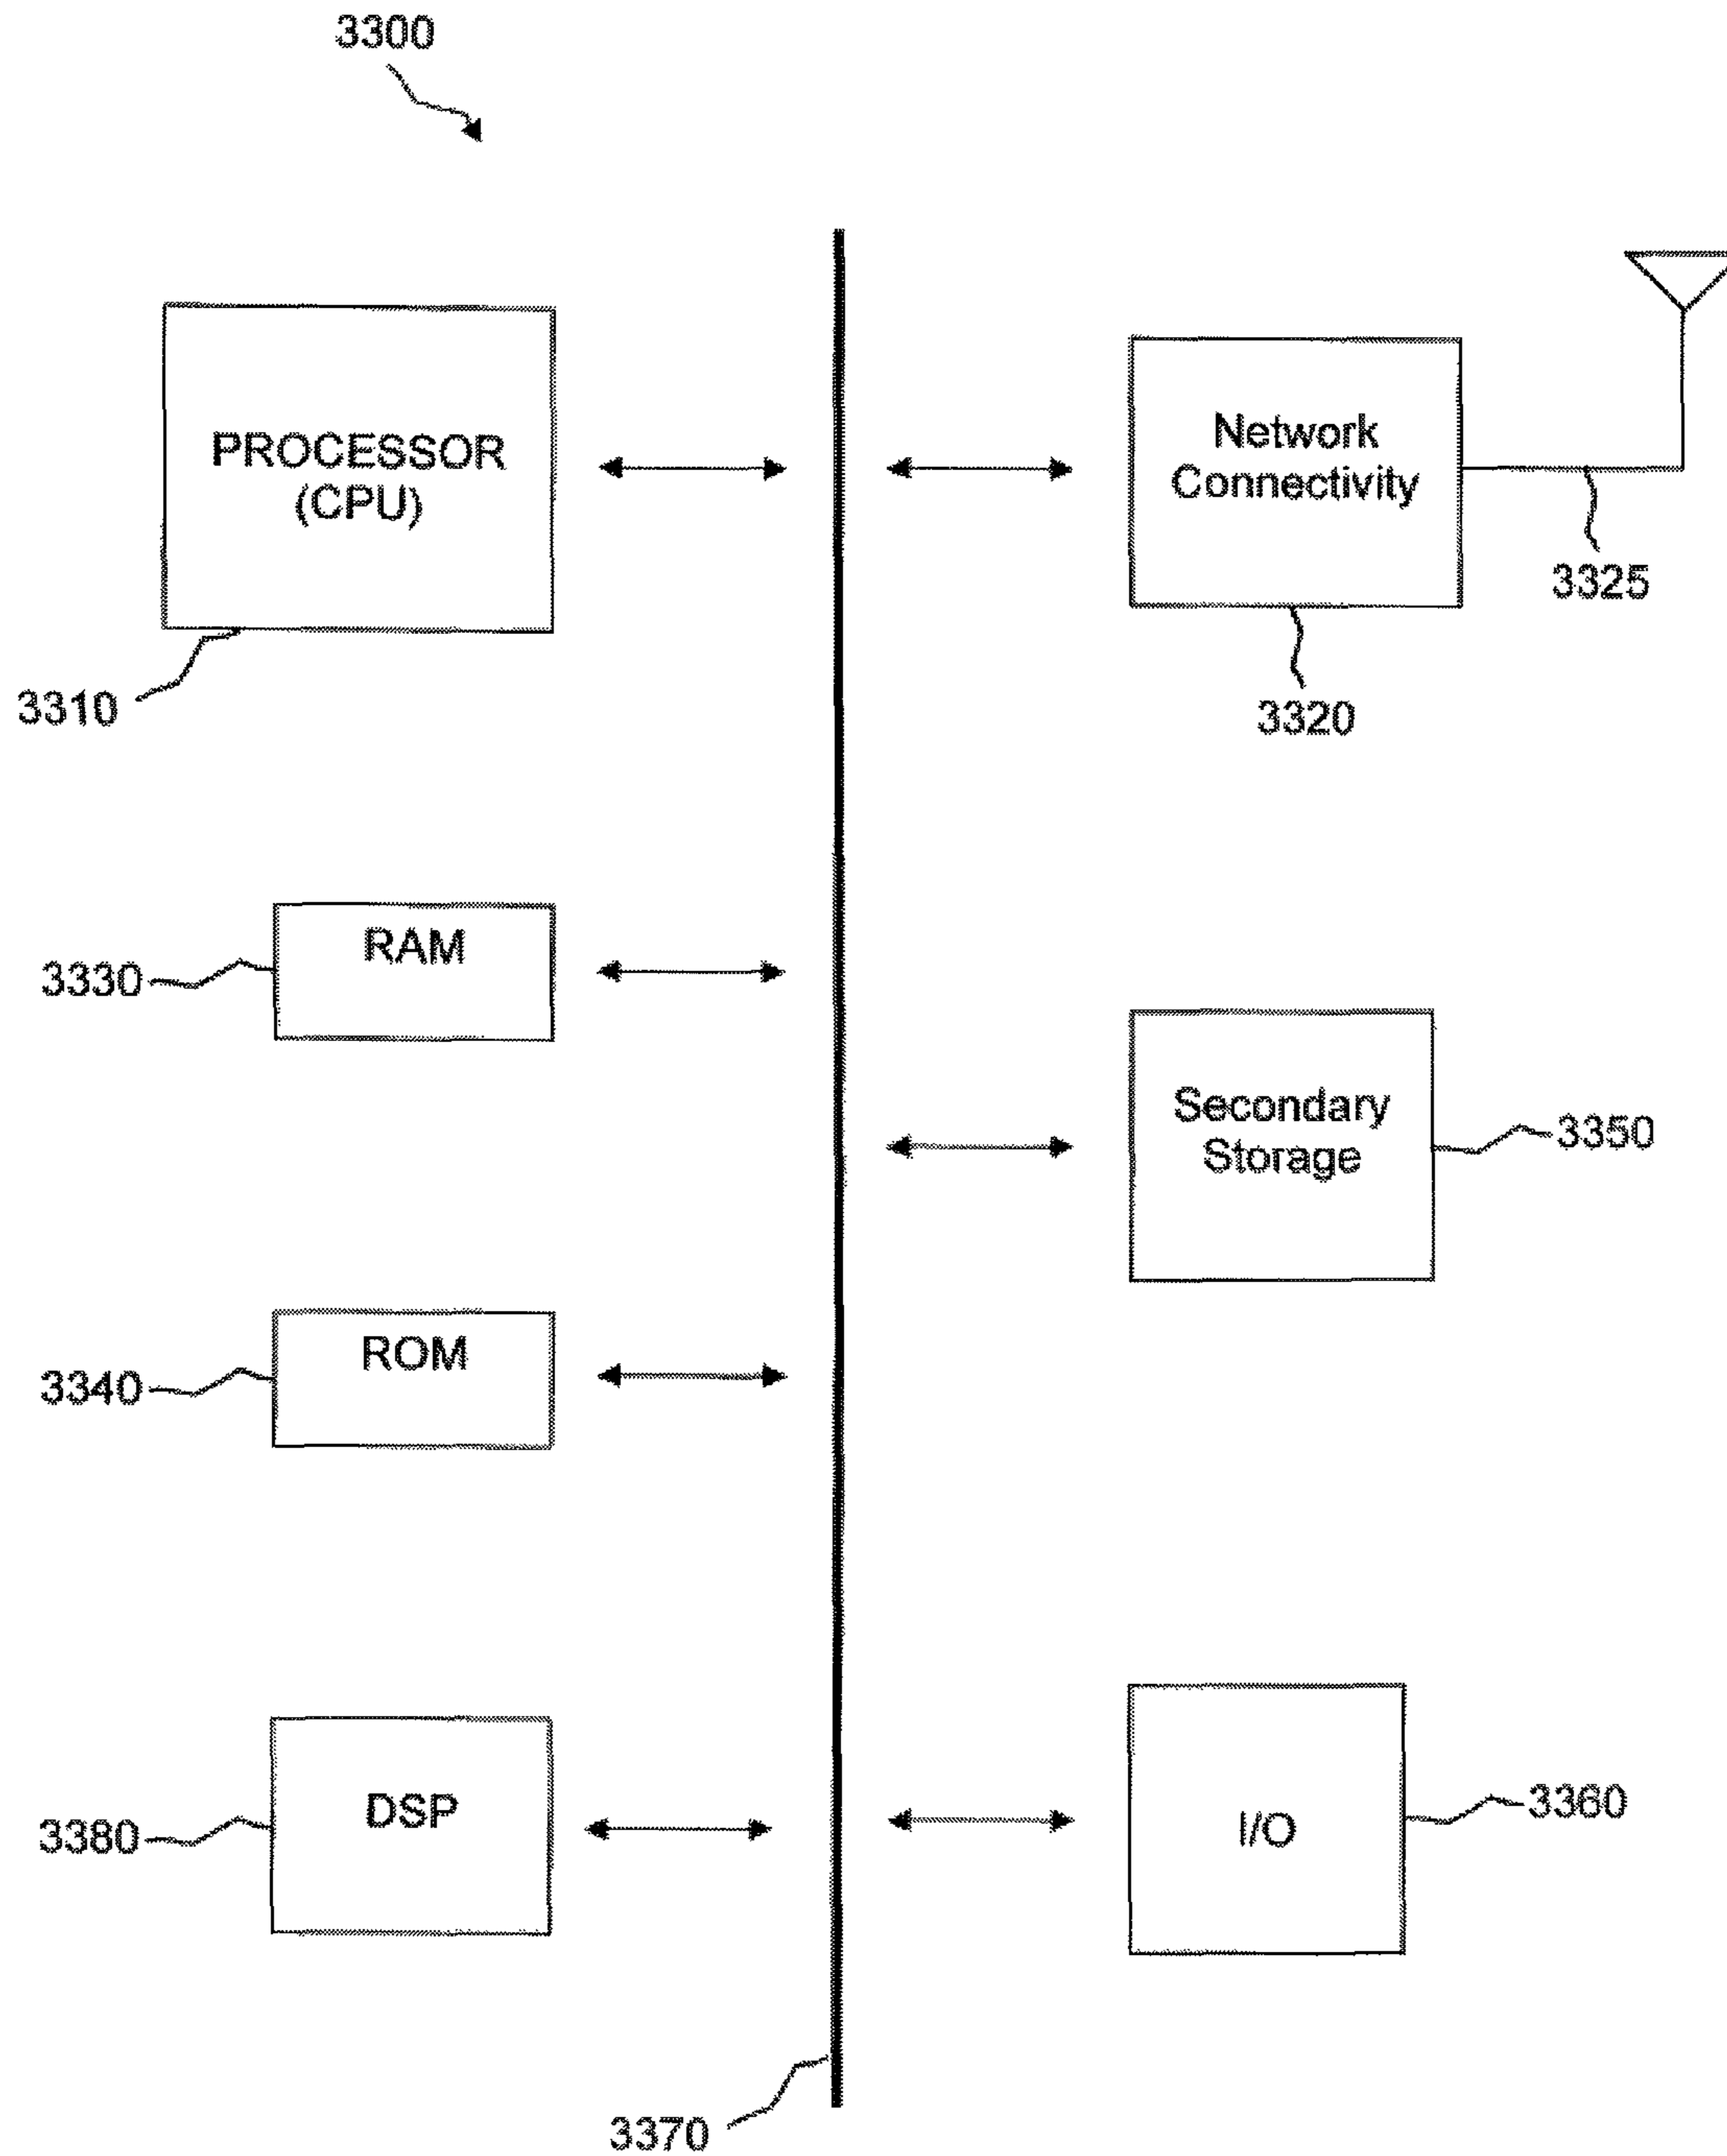 3300
PROCESSOR
(CPU)
3310
Network
Connectivity
3325
3320
RAM
3330
Secondary
Storage
3350
ROM
3340
DSP
3380
I/O
3360
3370